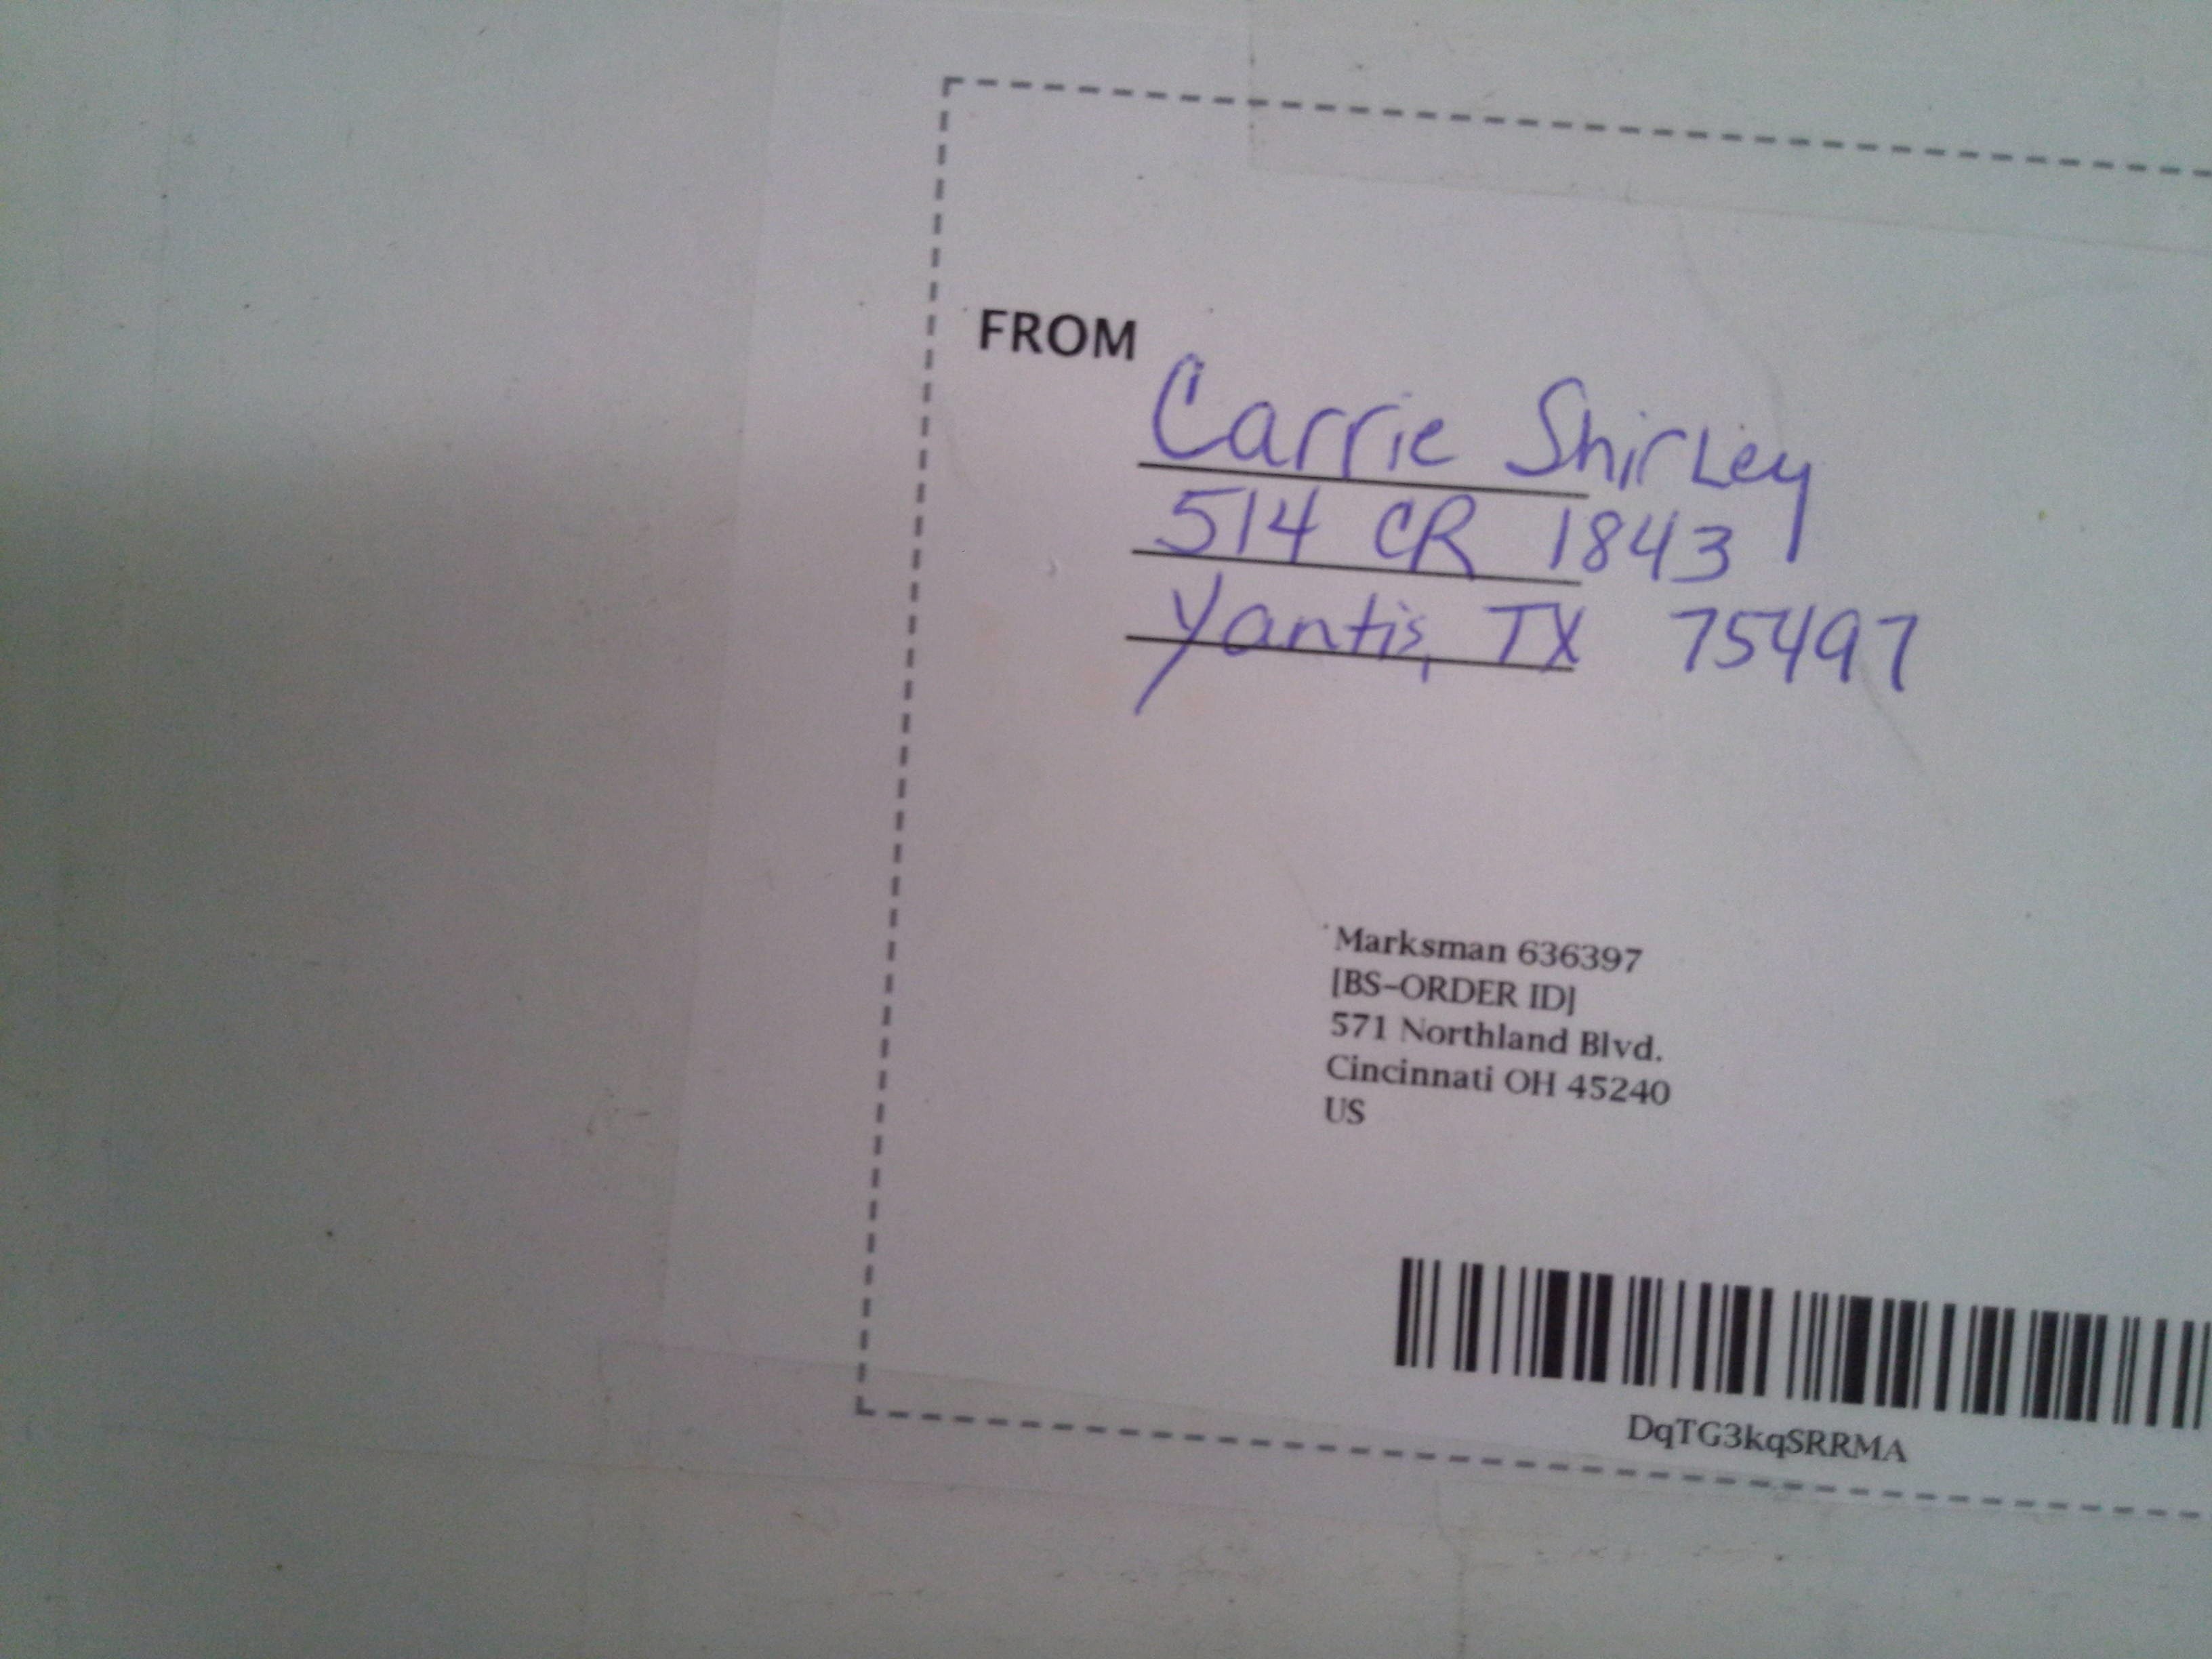 FROM
Carrie Shirley
514 CR 1843
Yantis, TX 75497
Marksman 636397
[BS-ORDER ID]
571 Northland Blvd.
Cincinnati OH 45240
US
DqTG3kqSRRMA